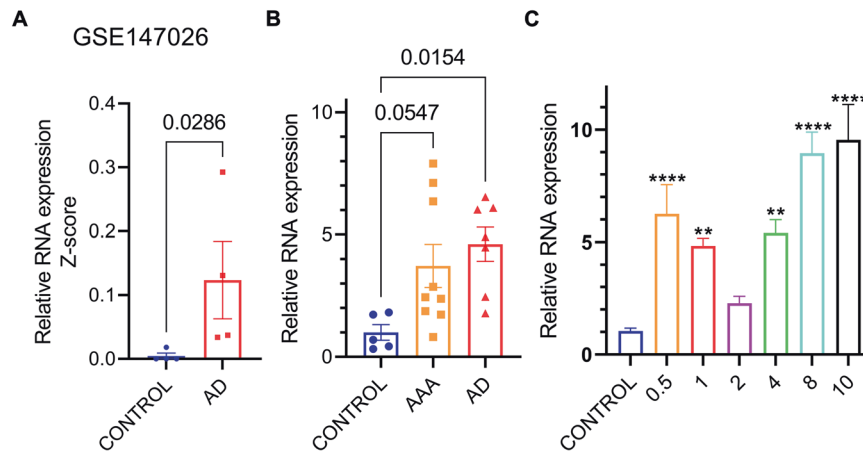 A
GSE147026
Relative RNA expression
Z-score
0.4
0.3
0.2
0.1
0.0
0.0286
CONTROL
AD
B
Relative RNA expression
10
5
0
0.0154
0.0547
CONTROL
AAA
AD
C
Relative RNA expression
10
5
0
****
**
**
****
****
CONTROL
0.5
1
2
4
8
10